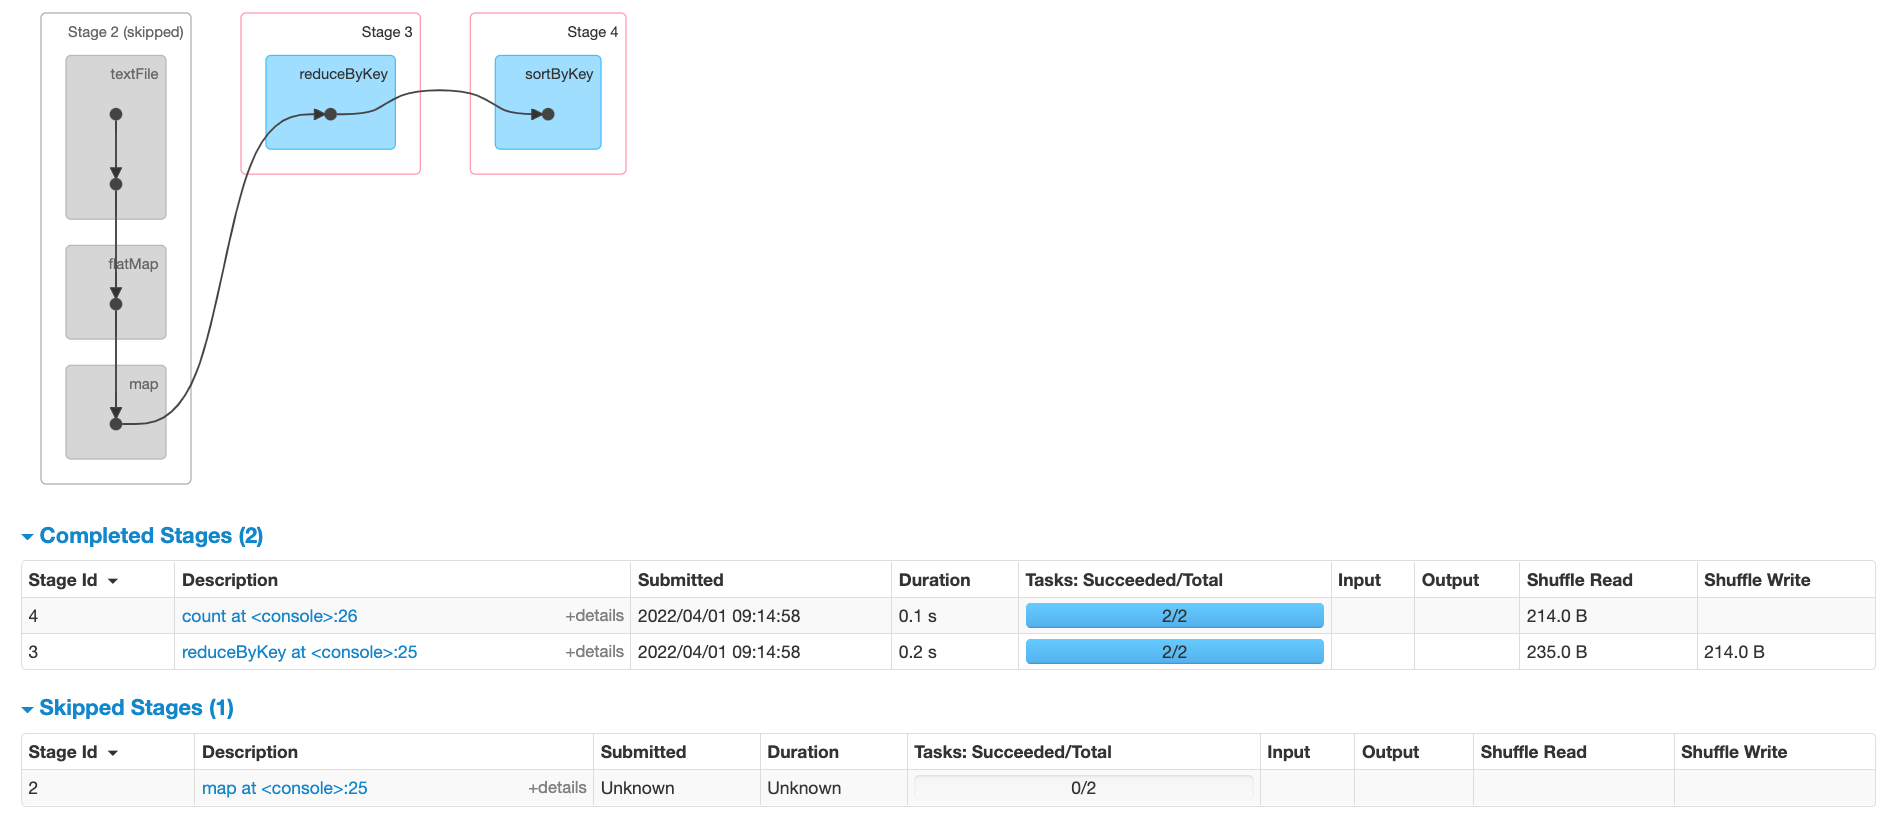 Stage 2 (skipped)
Stage 3
Stage 4
textFile
reduceByKey
sortByKey
flatMap
map
Completed Stages (2)
Stage Id Description Submitted Duration Tasks: Succeeded/Total Input Output Shuffle Read Shuffle Write
4 count at <console>:26 +details 2022/04/01 09:14:58 0.1 s 2/2 214.0 B
3 reduceByKey at <console>:25 +details 2022/04/01 09:14:58 0.2 s 2/2 235.0 B 214.0 B
Skipped Stages (1)
Stage Id Description Submitted Duration Tasks: Succeeded/Total Input Output Shuffle Read Shuffle Write
2 map at <console>:25 +details Unknown Unknown 0/2